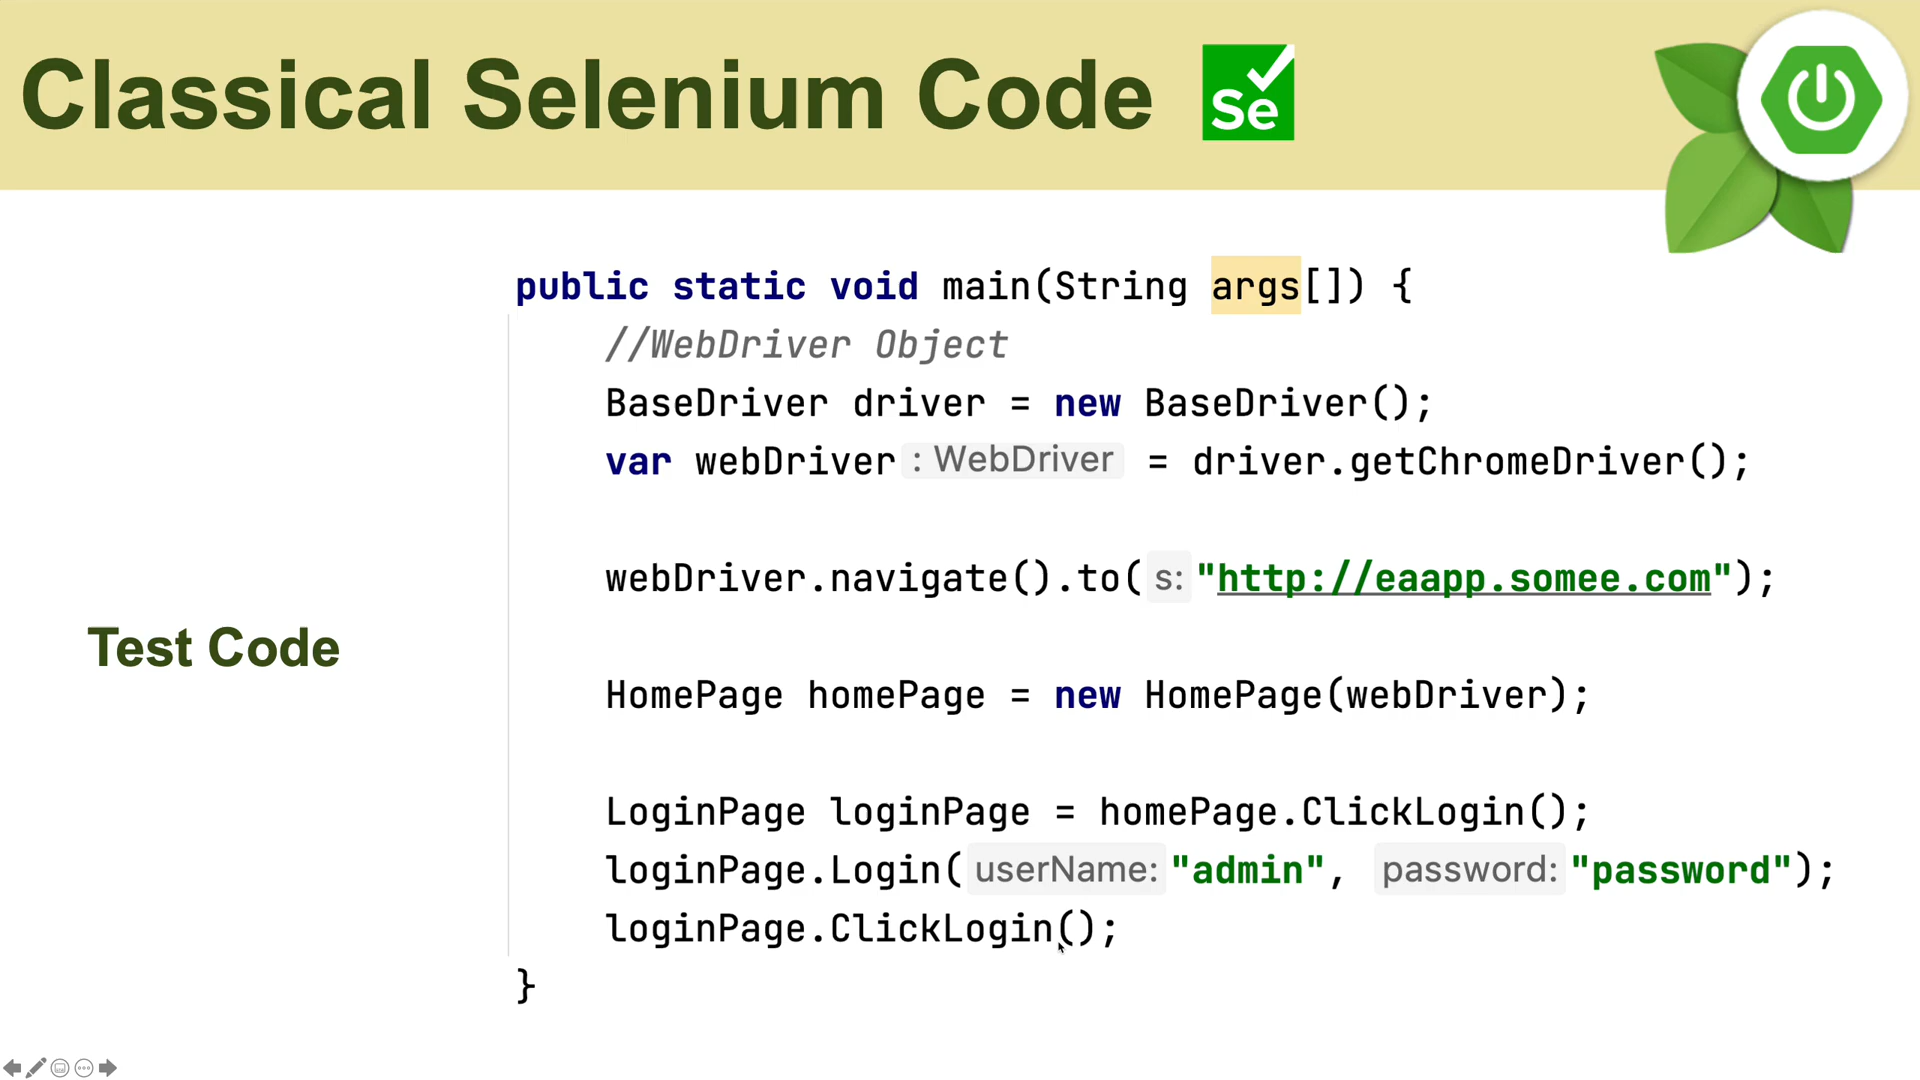 Classical Selenium Code
Se
public static void main(String args[]) {
//WebDriver Object
BaseDriver driver = new BaseDriver();
var webDriver : WebDriver = driver.getChromeDriver();
webDriver.navigate().to( s: "http://eaapp.somee.com");
Test Code
HomePage homePage = new HomePage(webDriver);
LoginPage loginPage = homePage.ClickLogin();
loginPage.Login( userName: "admin", password: "password");
loginPage.ClickLogin();
}